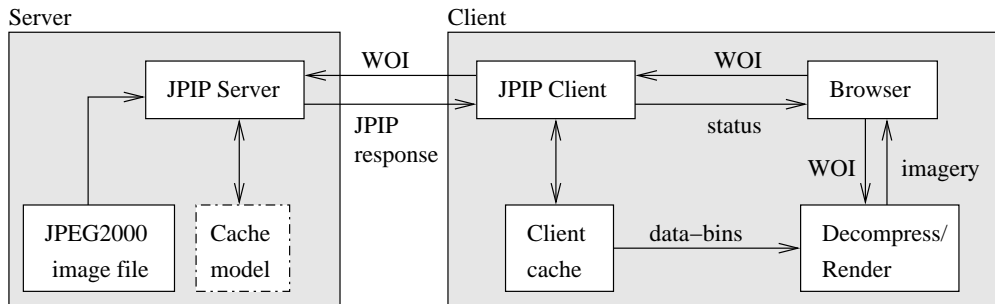 Server
Client
WOI
WOI
JPIP Server
JPIP Client
Browser
JPIP
response
status
WOI
imagery
JPEG2000
image file
Cache
model
Client
cache
data-bins
Decompress/
Render